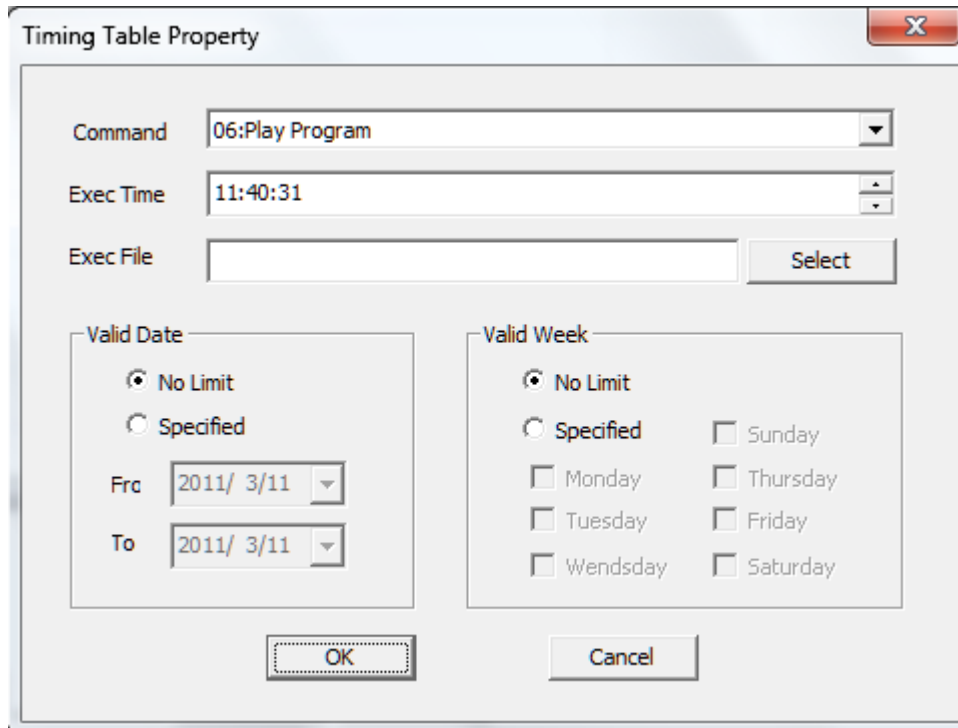 Timing Table Property
Command 06:Play Program
Exec Time 11:40:31
Exec File Select
Valid Date
No Limit
Specified
Frc 2011/ 3/11
To 2011/ 3/11
Valid Week
No Limit
Specified Sunday
Monday Thursday
Tuesday Friday
Wendsday Saturday
OK Cancel